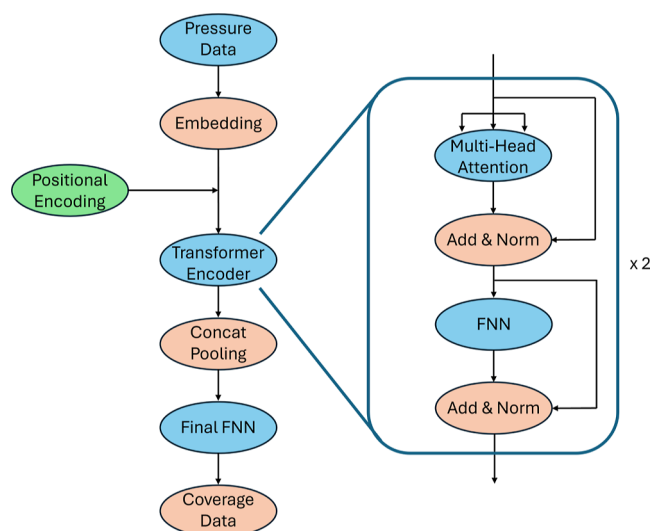 Pressure
Data
Embedding
Positional
Encoding
Transformer
Encoder
Concat
Pooling
Final FNN
Coverage
Data
Multi-Head
Attention
Add & Norm
FNN
Add & Norm
x 2